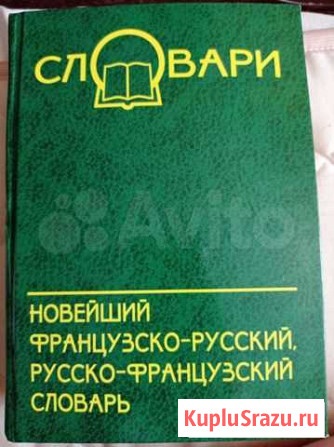 СЛОВАРИ
Avito
НОВЕЙШИЙ
ФРАНЦУЗСКО-РУССКИЙ,
РУССКО-ФРАНЦУЗСКИЙ
СЛОВАРЬ
KupluSrazu.ru